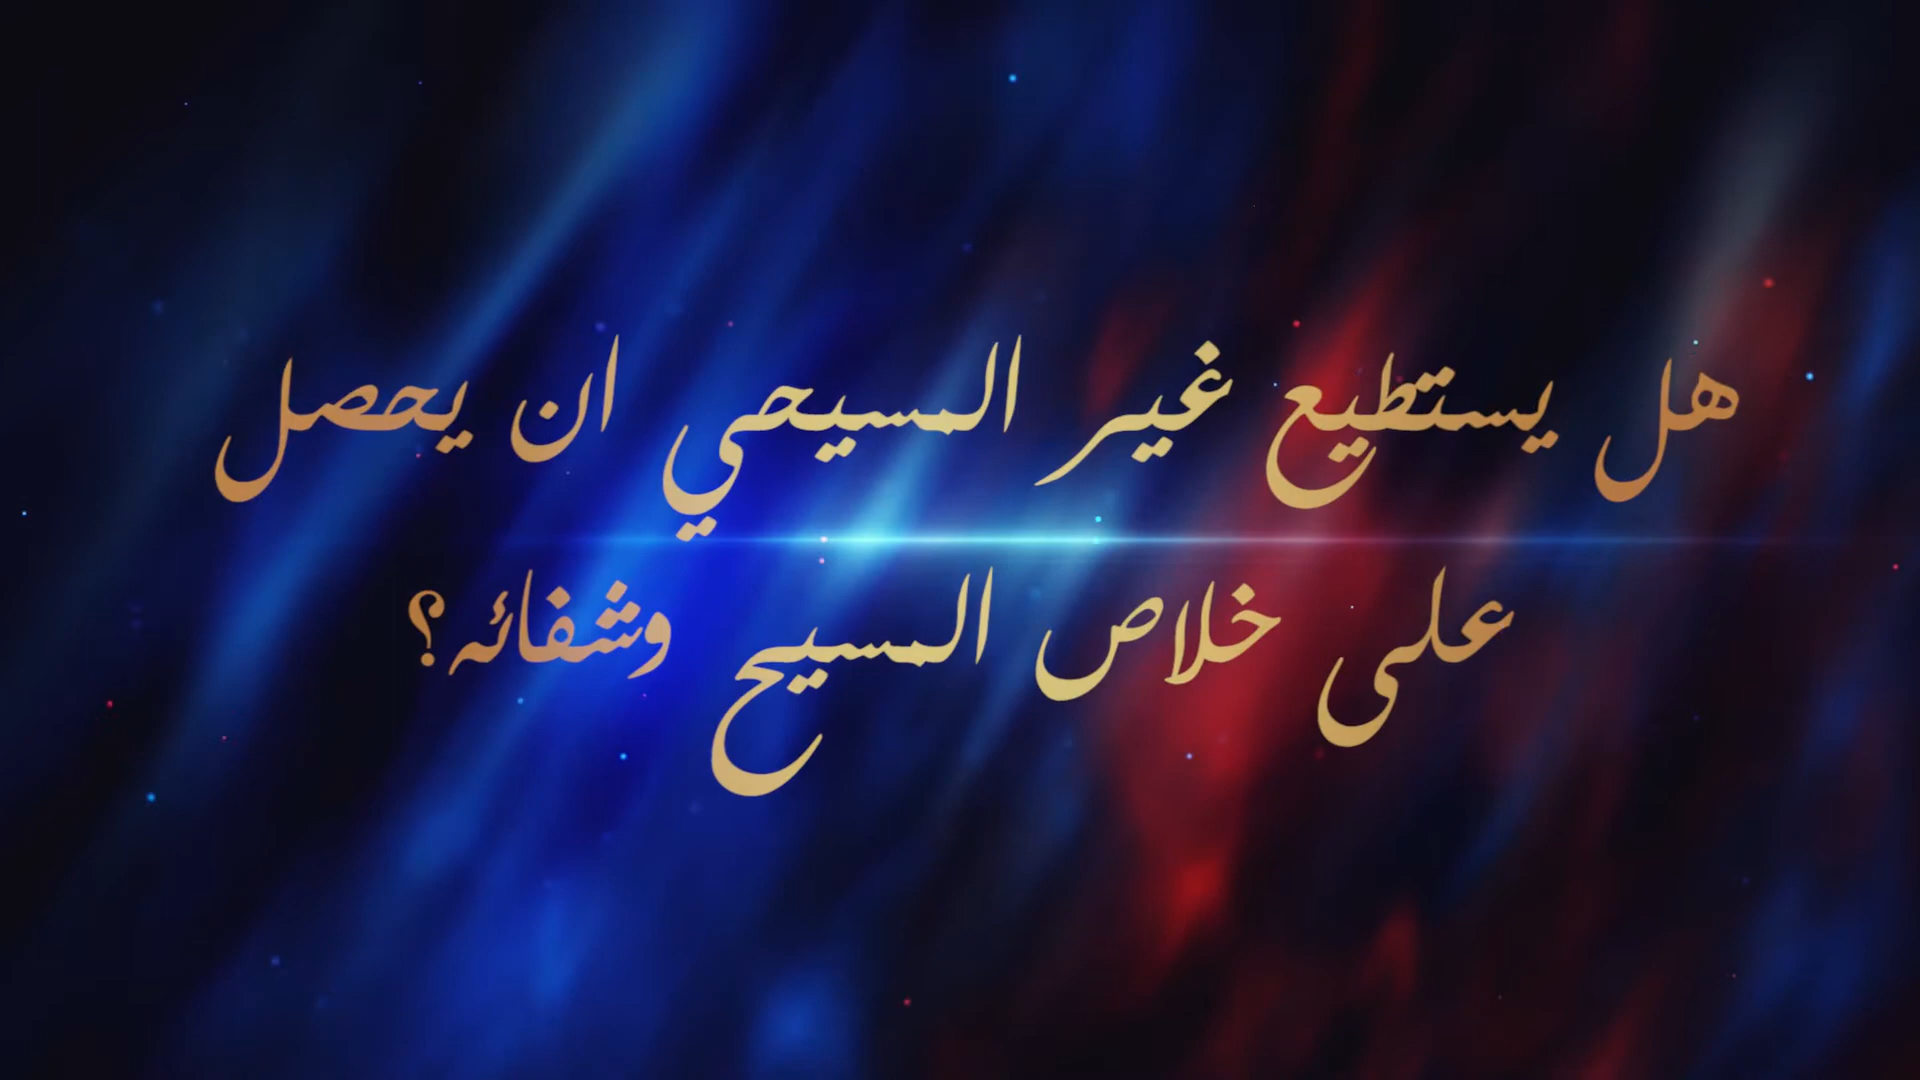 هل يستطيع غير المسيحي ان يحصل
على خلاص المسيح وشفائه؟